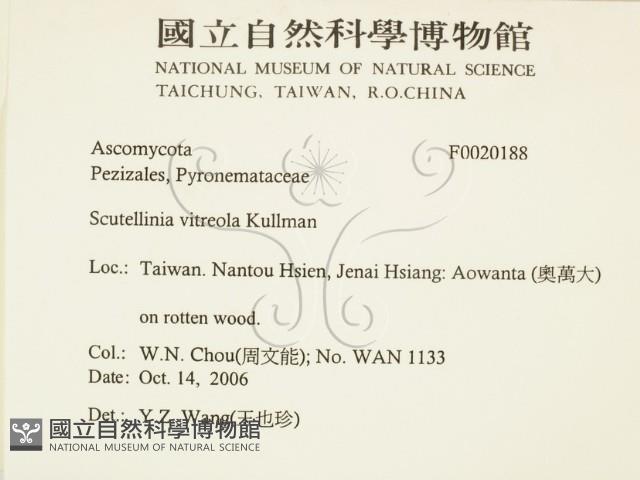 國立自然科學博物館
NATIONAL MUSEUM OF NATURAL SCIENCE
TAICHUNG, TAIWAN, R.O.CHINA
Ascomycota F0020188
Pezizales, Pyronemataceae
Scutellinia vitreola Kullman
Loc.: Taiwan. Nantou Hsien, Jenai Hsiang: Aowanta (奧萬大)
on rotten wood.
Col.: W.N. Chou(周文能); No. WAN 1133
Date: Oct. 14, 2006
Det.: Y.Z. Wang(王也珍)
國立自然科學博物館
NATIONAL MUSEUM OF NATURAL SCIENCE